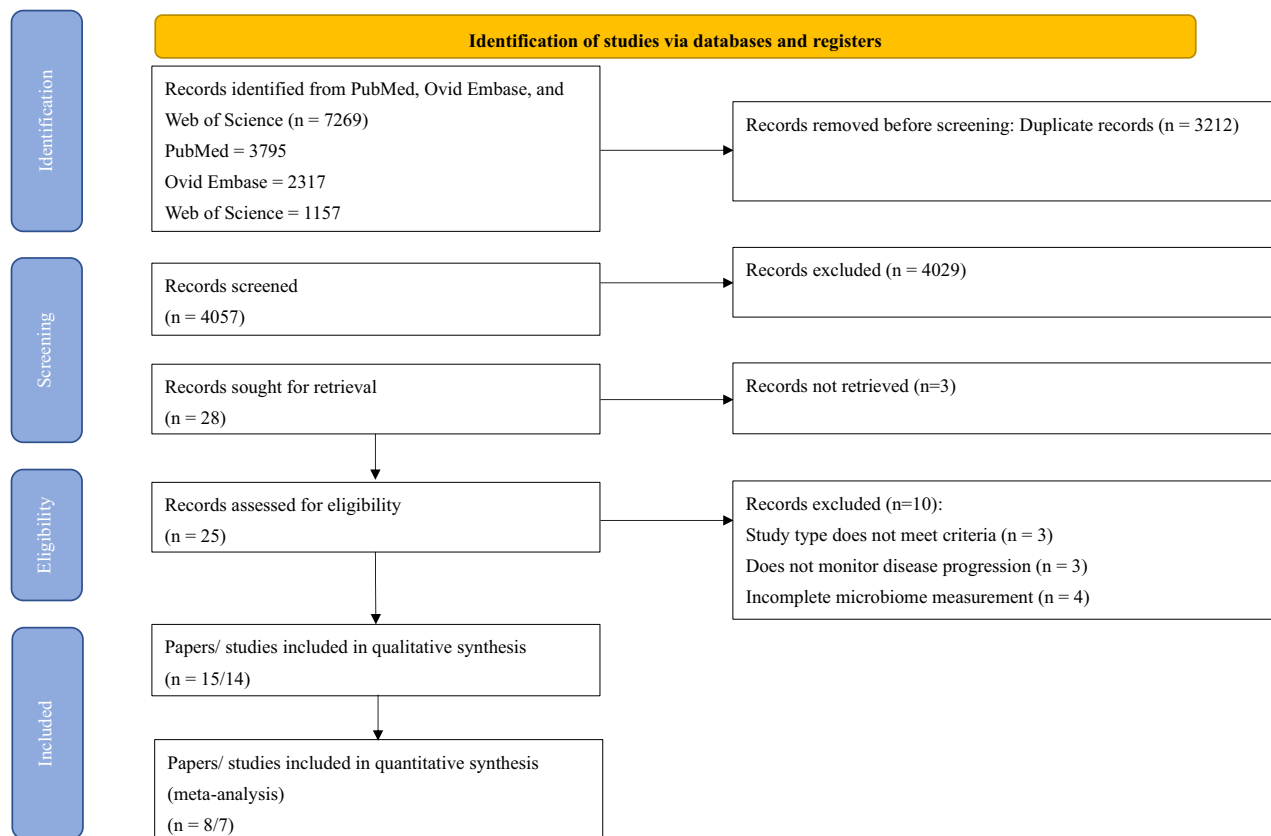 Identification of studies via databases and registers
Identification
Records identified from PubMed, Ovid Embase, and
Web of Science (n = 7269)
PubMed = 3795
Ovid Embase = 2317
Web of Science = 1157
Records removed before screening: Duplicate records (n = 3212)
Screening
Records screened
(n = 4057)
Records excluded (n = 4029)
Records sought for retrieval
(n = 28)
Records not retrieved (n=3)
Eligibility
Records assessed for eligibility
(n = 25)
Records excluded (n=10):
Study type does not meet criteria (n = 3)
Does not monitor disease progression (n = 3)
Incomplete microbiome measurement (n = 4)
Included
Papers/ studies included in qualitative synthesis
(n = 15/14)
Papers/ studies included in quantitative synthesis
(meta-analysis)
(n = 8/7)